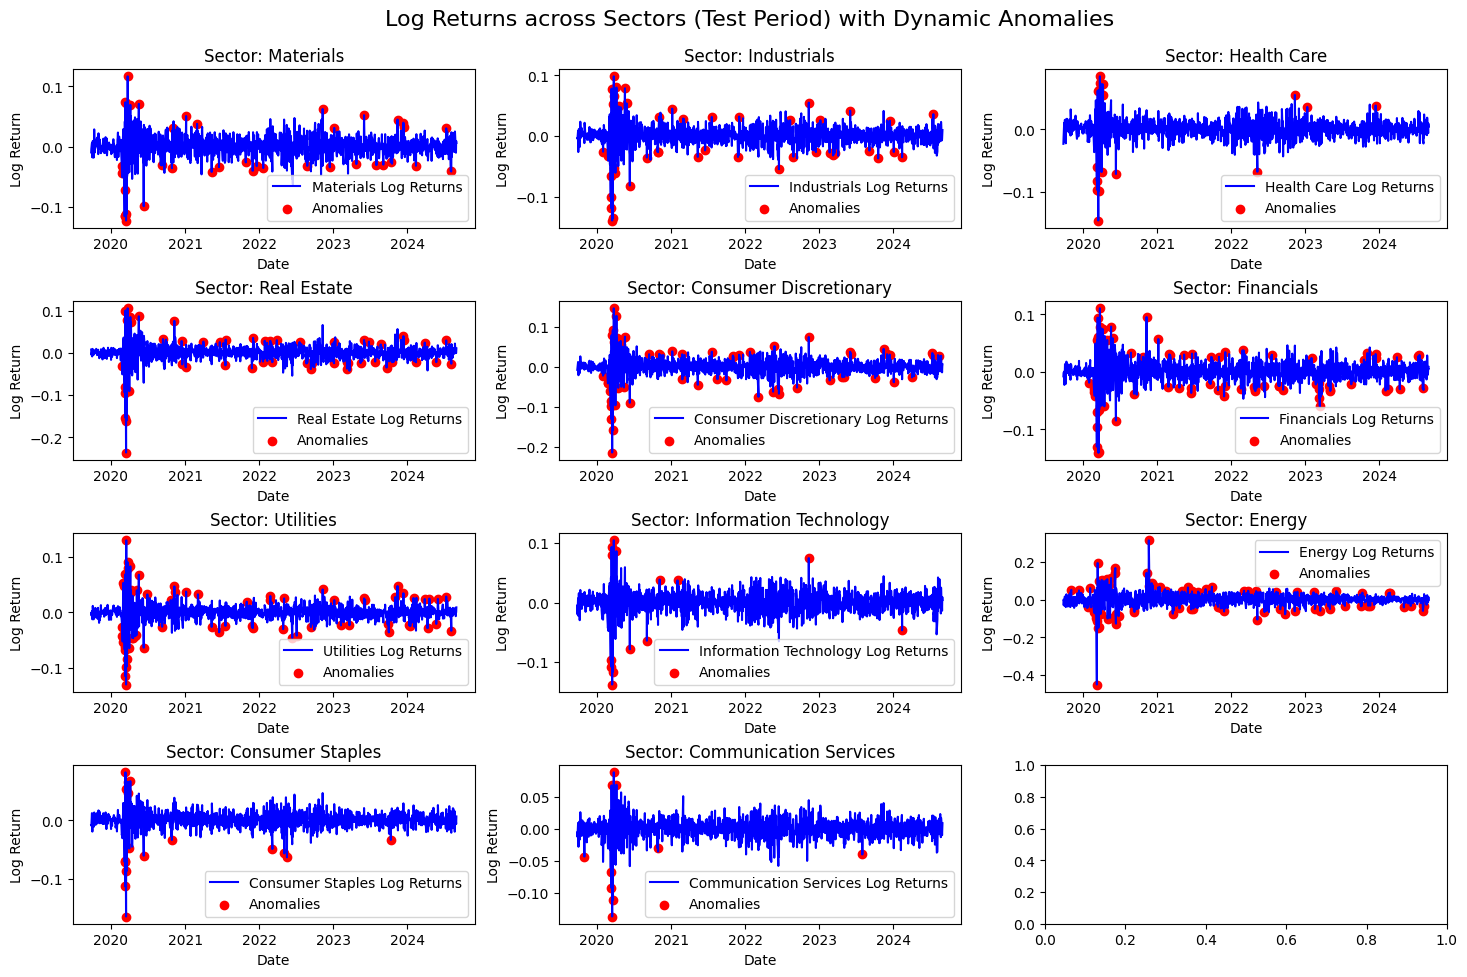 Log Returns across Sectors (Test Period) with Dynamic Anomalies
Sector: Materials
Log Return
0.1
0.0
−0.1
Materials Log Returns
Anomalies
2020 2021 2022 2023 2024
Date
Sector: Industrials
Log Return
0.1
0.0
−0.1
Industrials Log Returns
Anomalies
2020 2021 2022 2023 2024
Date
Sector: Health Care
Log Return
0.0
−0.1
Health Care Log Returns
Anomalies
2020 2021 2022 2023 2024
Date
Sector: Real Estate
Log Return
0.1
0.0
−0.1
−0.2
Real Estate Log Returns
Anomalies
2020 2021 2022 2023 2024
Date
Sector: Consumer Discretionary
Log Return
0.1
0.0
−0.1
−0.2
Consumer Discretionary Log Returns
Anomalies
2020 2021 2022 2023 2024
Date
Sector: Financials
Log Return
0.1
0.0
−0.1
Financials Log Returns
Anomalies
2020 2021 2022 2023 2024
Date
Sector: Utilities
Log Return
0.1
0.0
−0.1
Utilities Log Returns
Anomalies
2020 2021 2022 2023 2024
Date
Sector: Information Technology
Log Return
0.1
0.0
−0.1
Information Technology Log Returns
Anomalies
2020 2021 2022 2023 2024
Date
Sector: Energy
Log Return
0.2
0.0
−0.2
−0.4
Energy Log Returns
Anomalies
2020 2021 2022 2023 2024
Date
Sector: Consumer Staples
Log Return
0.0
−0.1
Consumer Staples Log Returns
Anomalies
2020 2021 2022 2023 2024
Date
Sector: Communication Services
Log Return
0.05
0.00
−0.05
−0.10
Communication Services Log Returns
Anomalies
2020 2021 2022 2023 2024
Date
1.0
0.8
0.6
0.4
0.2
0.0
0.0 0.2 0.4 0.6 0.8 1.0